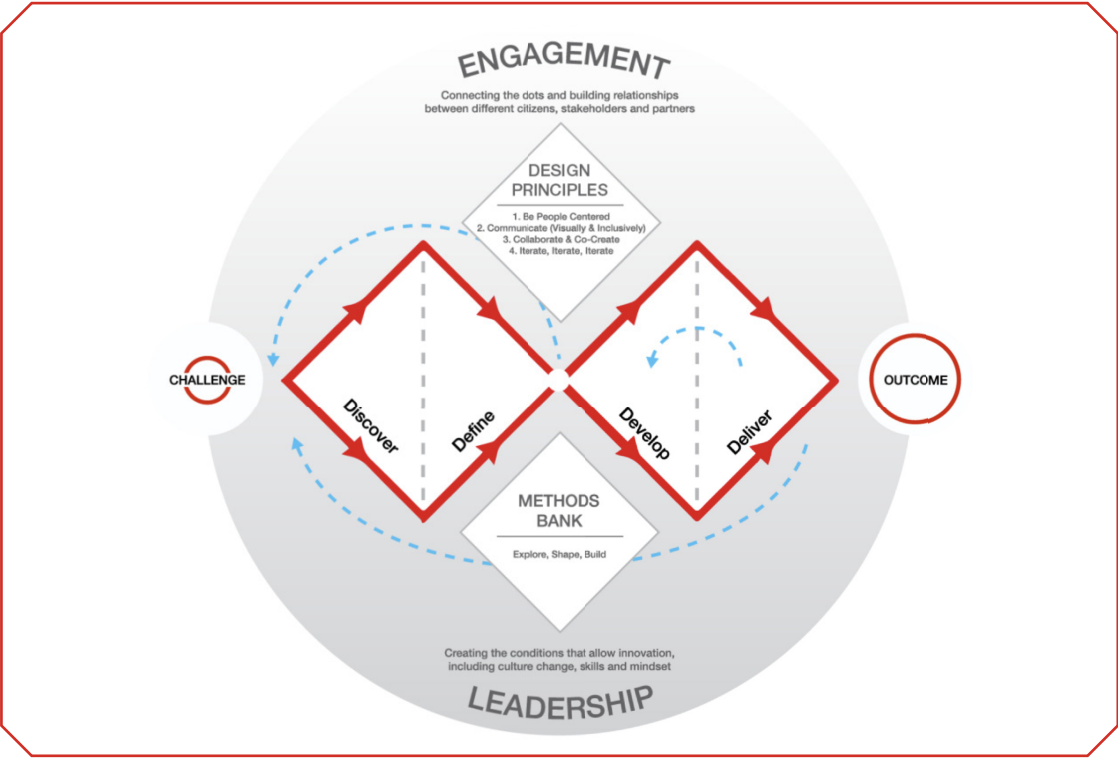 ENGAGEMENT
Connecting the dots and building relationships
between different citizens, stakeholders and partners
DESIGN
PRINCIPLES
1. Be People Centered
2. Communicate (Visually & Inclusively)
3. Collaborate & Co-Create
4. Iterate, Iterate, Iterate
CHALLENGE
Discover
Define
Develop
Deliver
OUTCOME
METHODS
BANK
Explore, Shape, Build
Creating the conditions that allow innovation,
including culture change, skills and mindset
LEADERSHIP